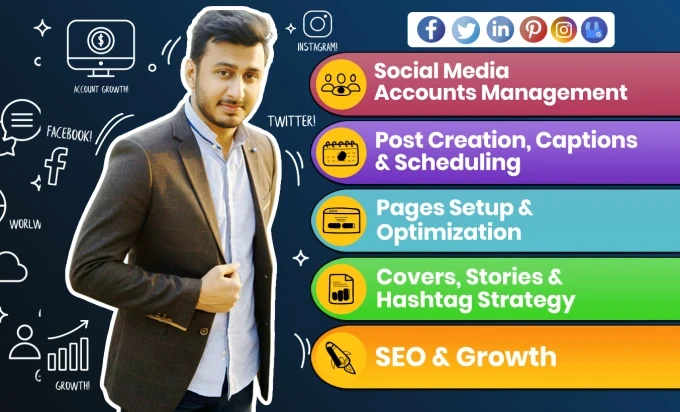 INSTAGRAM!
ACCOUNT GROWTH!
TWITTER!
FACEBOOK!
WORLW
GROWTH!
Social Media
Accounts Management
Post Creation, Captions
& Scheduling
Pages Setup &
Optimization
Covers, Stories &
Hashtag Strategy
SEO & Growth